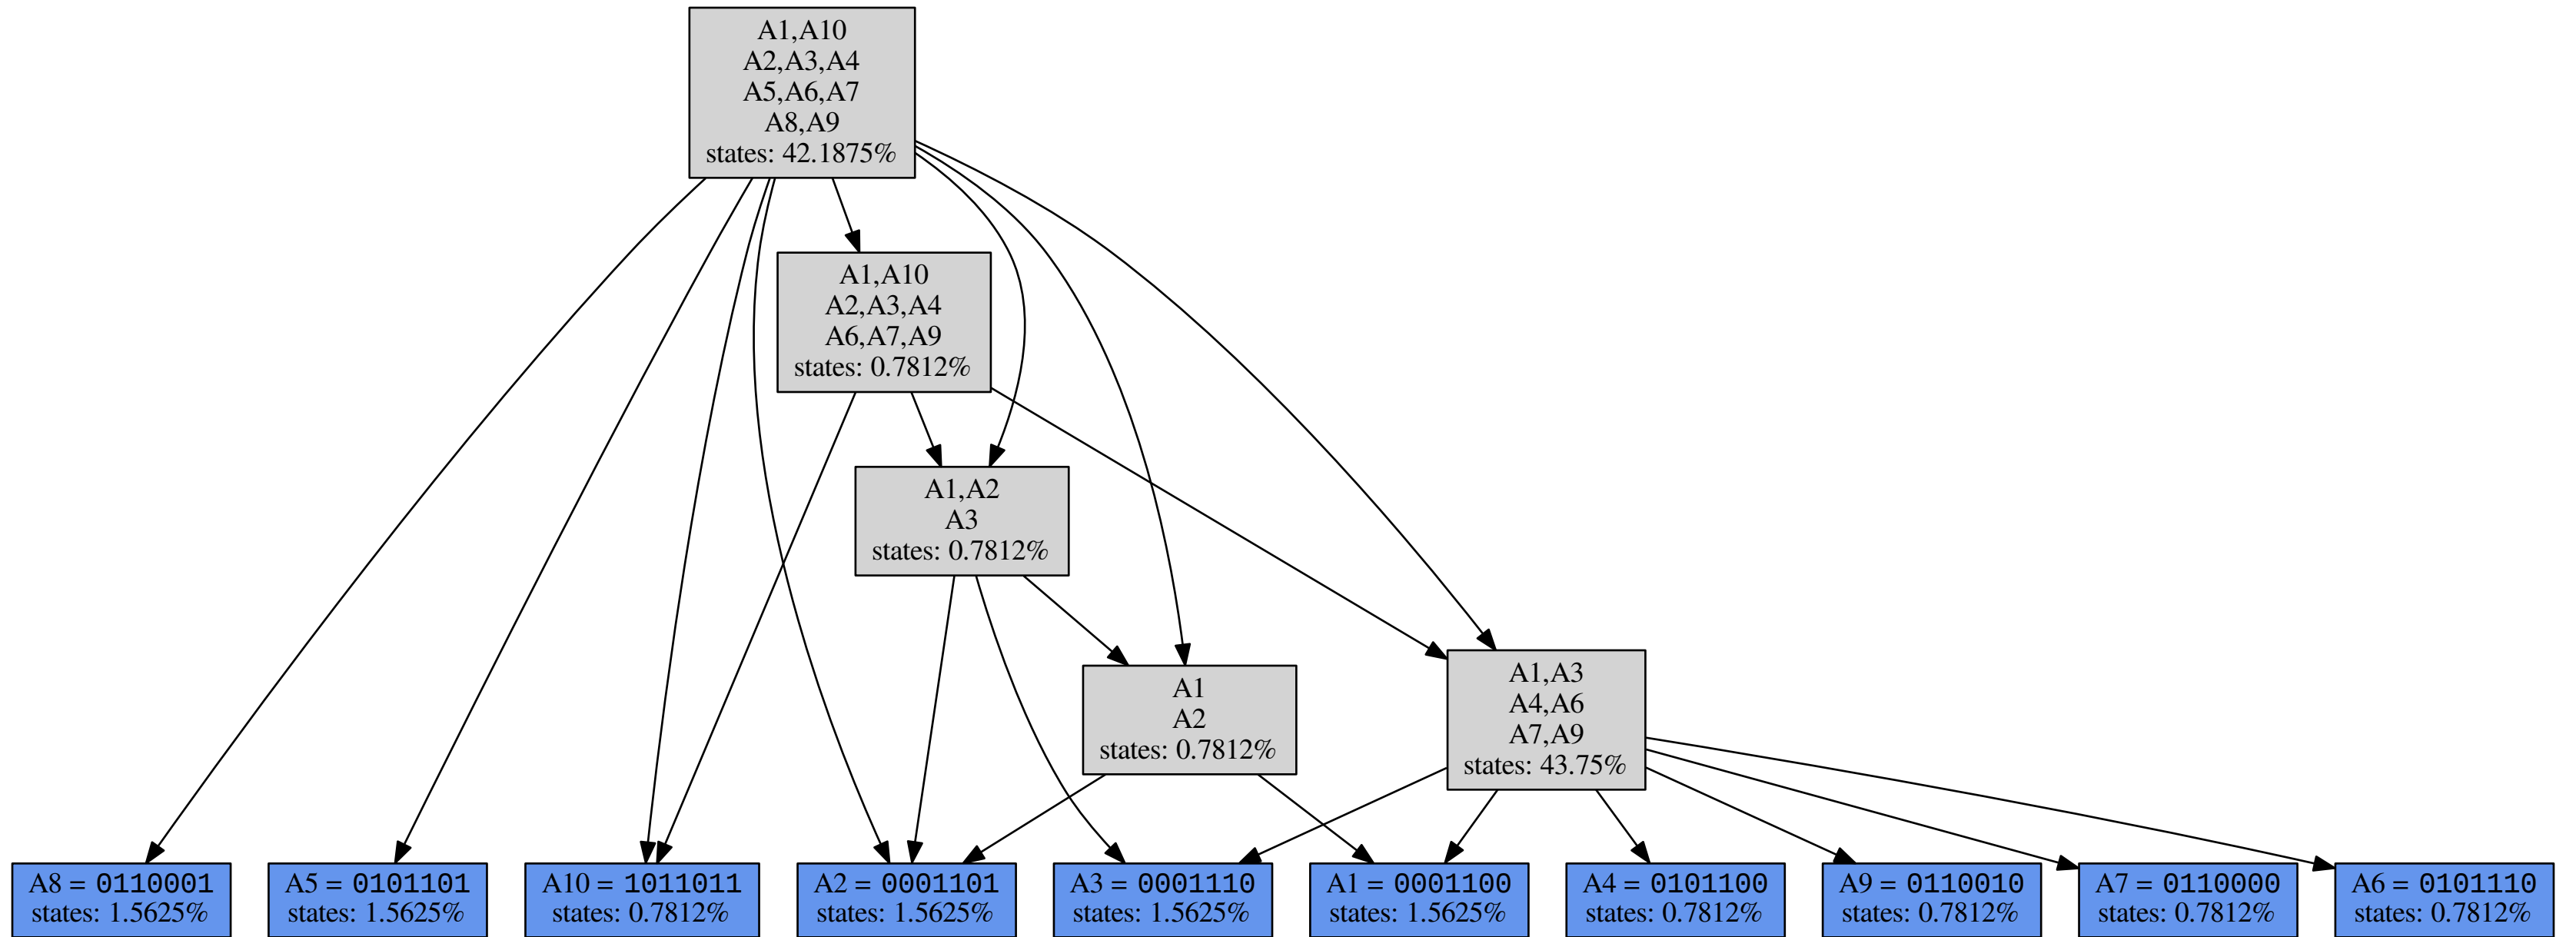 A1,A10
A2,A3,A4
A5,A6,A7
A8,A9
states: 42.1875%
A1,A10
A2,A3,A4
A6,A7,A9
states: 0.7812%
A1,A2
A3
states: 0.7812%
A1
A2
states: 0.7812%
A1,A3
A4,A6
A7,A9
states: 43.75%
A8 = 0110001
states: 1.5625%
A5 = 0101101
states: 1.5625%
A10 = 1011011
states: 0.7812%
A2 = 0001101
states: 1.5625%
A3 = 0001110
states: 1.5625%
A1 = 0001100
states: 1.5625%
A4 = 0101100
states: 0.7812%
A9 = 0110010
states: 0.7812%
A7 = 0110000
states: 0.7812%
A6 = 0101110
states: 0.7812%